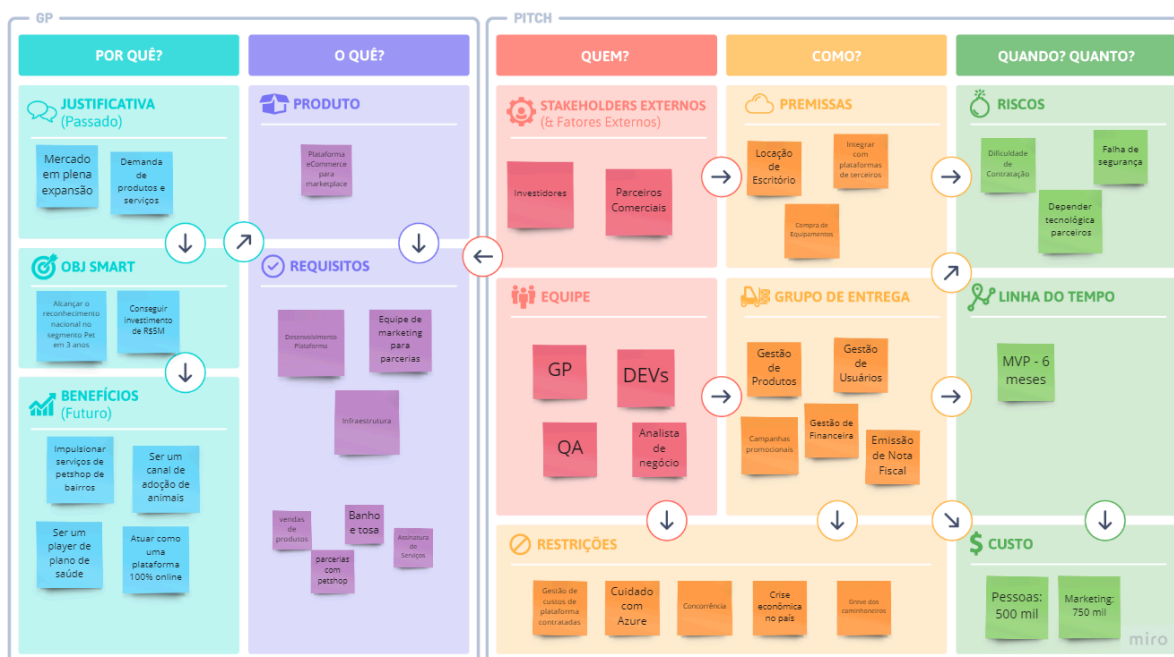 GP
PITCH
POR QUÊ?
O QUÊ?
QUEM?
COMO?
QUANDO? QUANTO?
JUSTIFICATIVA
(Passado)
Mercado
em plena
expansão
Demanda
de
produtos e
serviços
OBJ SMART
Alcançar o
reconhecimento
nacional no
segmento Pet
em 3 anos
Conseguir
investimento
de R$5M
BENEFÍCIOS
(Futuro)
Impulsionar
serviços de
petshop de
bairros
Ser um
canal de
adoção de
animais
Ser um
player de
plano de
saúde
Atuar como
uma
plataforma
100% online
PRODUTO
Plataforma
eCommerce
para
marketplace
REQUISITOS
Desenvolvimento
Plataforma
Equipe de
marketing
para
parcerias
Infraestrutura
vendas
de
produtos
Banho
e tosa
parcerias
com
petshop
Assinatura
de
Serviços
STAKEHOLDERS EXTERNOS
(& Fatores Externos)
Investidores
Parceiros
Comerciais
EQUIPE
GP
DEVs
QA
Analista
de
negócio
PREMISSAS
Locação
de
Escritório
Integrar
com
plataformas
de terceiros
Compra de
Equipamentos
GRUPO DE ENTREGA
Gestão
de
Produtos
Gestão
de
Usuários
Campanhas
promocionais
Gestão de
Financeira
Emissão
de Nota
Fiscal
RESTRIÇÕES
Gestão de
custos de
plataforma
contratadas
Cuidado
com
Azure
Concorrência
Crise
econômica
no país
Greve dos
caminhoneiros
RISCOS
Dificuldade
de
Contratação
Falha de
segurança
Depender
tecnológica
parceiros
LINHA DO TEMPO
MVP - 6
meses
CUSTO
Pessoas:
500 mil
Marketing:
750 mil
miro